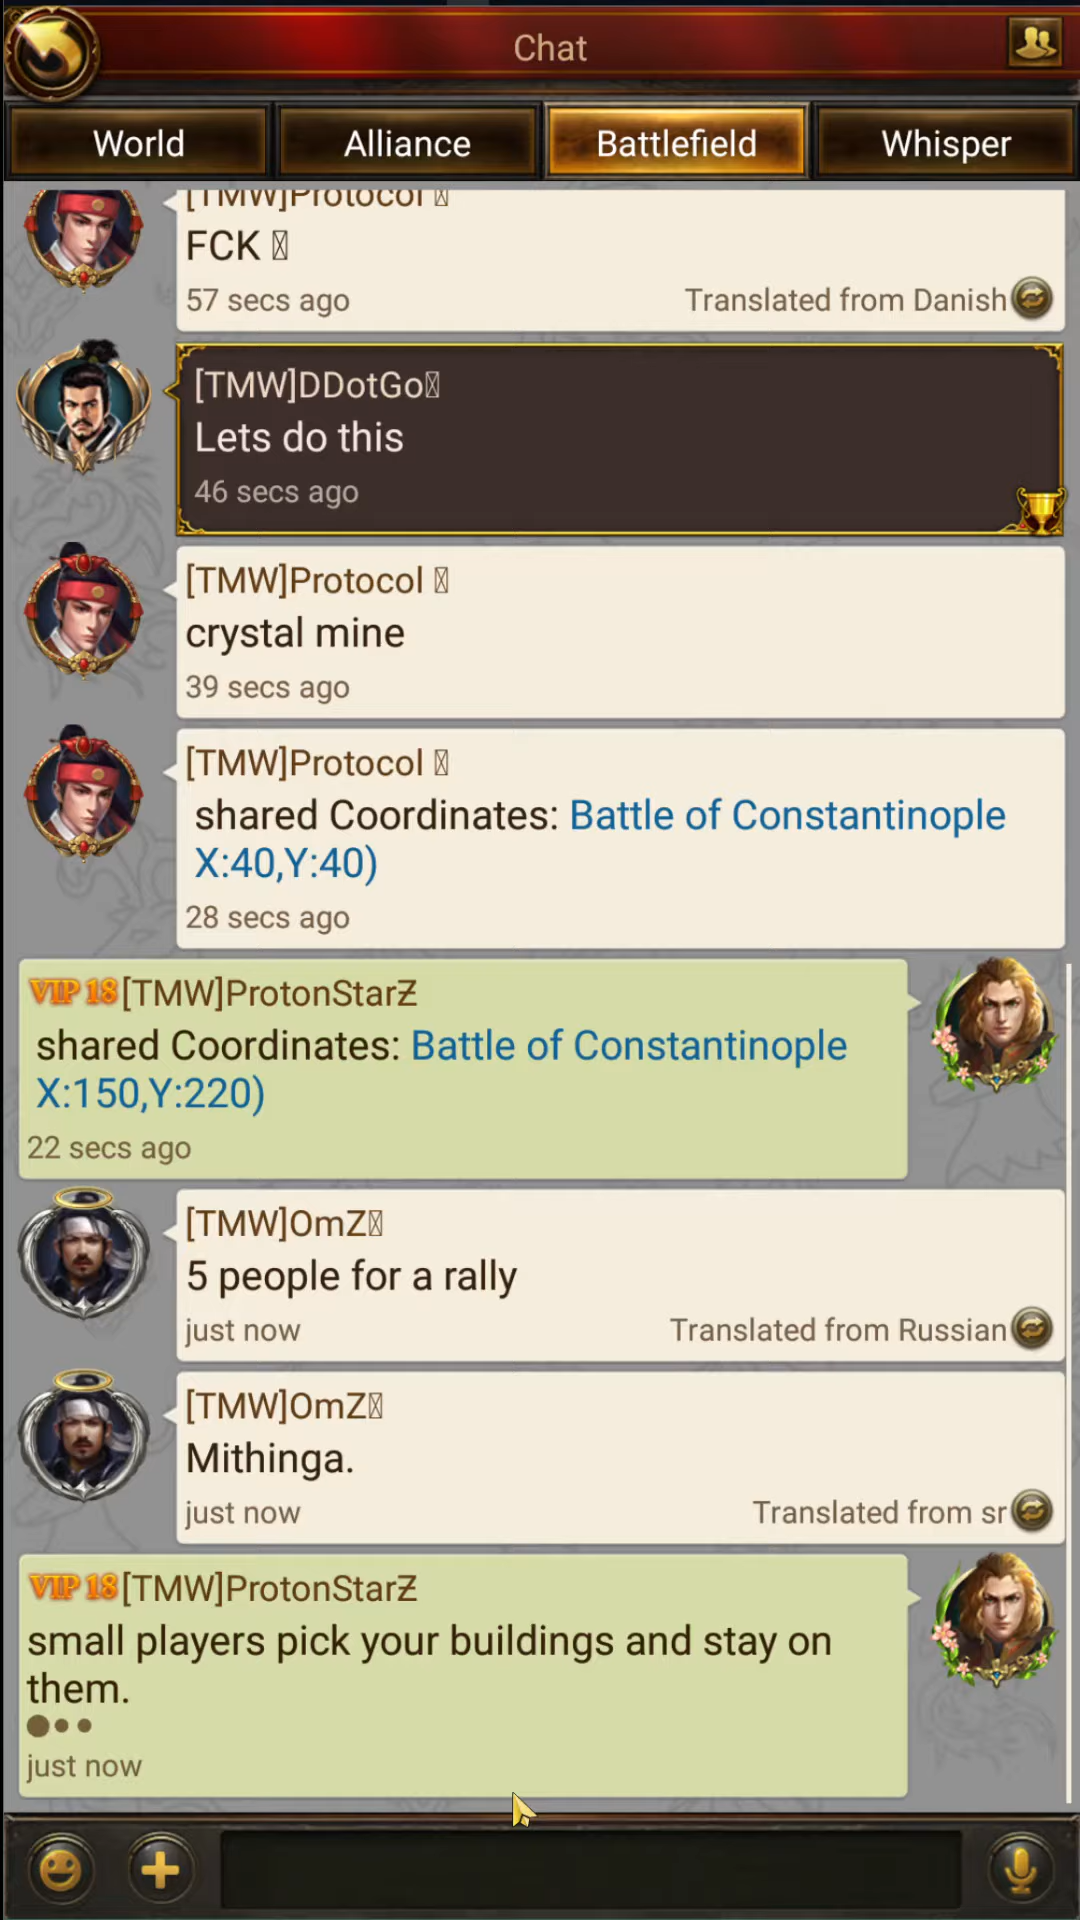 Chat
World
Alliance
Battlefield
Whisper
[TMW]Protocol
FCK
57 secs ago
Translated from Danish
[TMW]DDotGo
Lets do this
46 secs ago
[TMW]Protocol
crystal mine
39 secs ago
[TMW]Protocol
shared Coordinates: Battle of Constantinople
X:40,Y:40)
28 secs ago
VIP 18[TMW]ProtonStarƵ
shared Coordinates: Battle of Constantinople
X:150,Y:220)
22 secs ago
[TMW]OmZ
5 people for a rally
just now
Translated from Russian
[TMW]OmZ
Mithinga.
just now
Translated from sr
VIP 18[TMW]ProtonStarƵ
small players pick your buildings and stay on
them.
just now